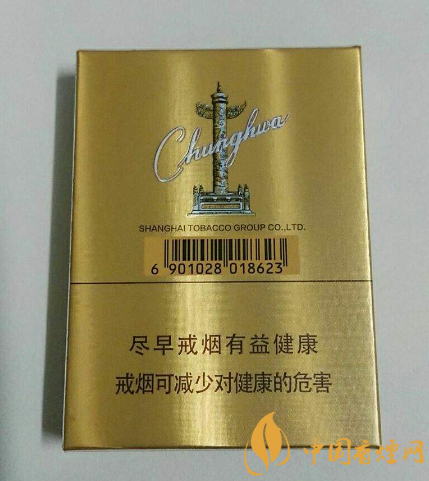 Chunghwa
SHANGHAI TOBACCO GROUP CO.,LTD.
6 901028 018623
尽早戒烟有益健康
戒烟可减少对健康的危害
中国香烟网